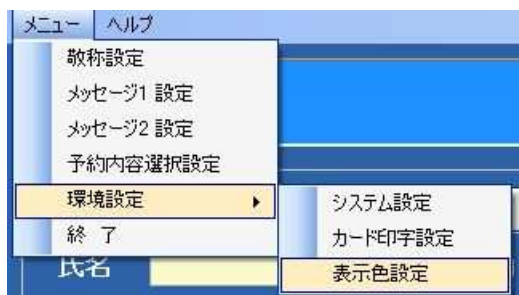 メニュー ヘルプ
敬称設定
メッセージ1 設定
メッセージ2 設定
予約内容選択設定
環境設定
システム設定
カード印字設定
終 了
表示色設定
氏名